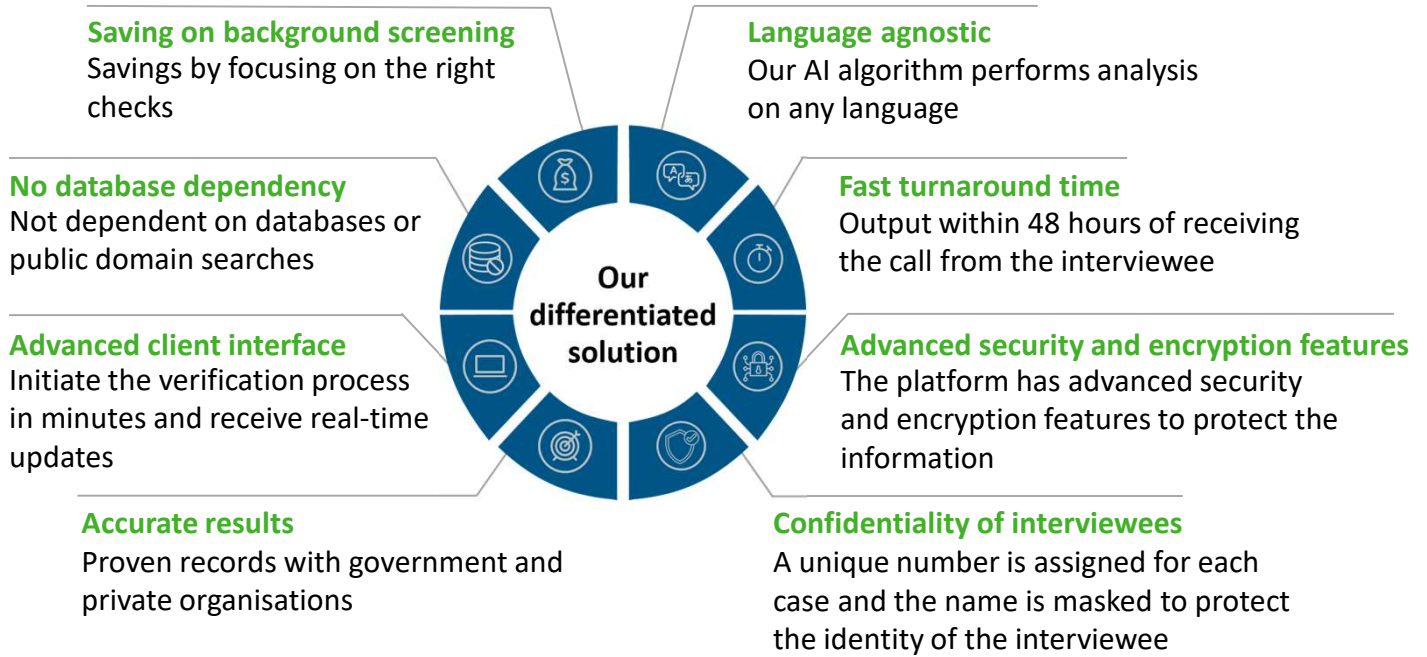 Saving on background screening
Savings by focusing on the right
checks
Language agnostic
Our AI algorithm performs analysis
on any language
No database dependency
Not dependent on databases or
public domain searches
Fast turnaround time
Output within 48 hours of receiving
the call from the interviewee
Our
differentiated
solution
Advanced client interface
Initiate the verification process
in minutes and receive real-time
updates
Advanced security and encryption features
The platform has advanced security
and encryption features to protect the
information
Accurate results
Proven records with government and
private organisations
Confidentiality of interviewees
A unique number is assigned for each
case and the name is masked to protect
the identity of the interviewee